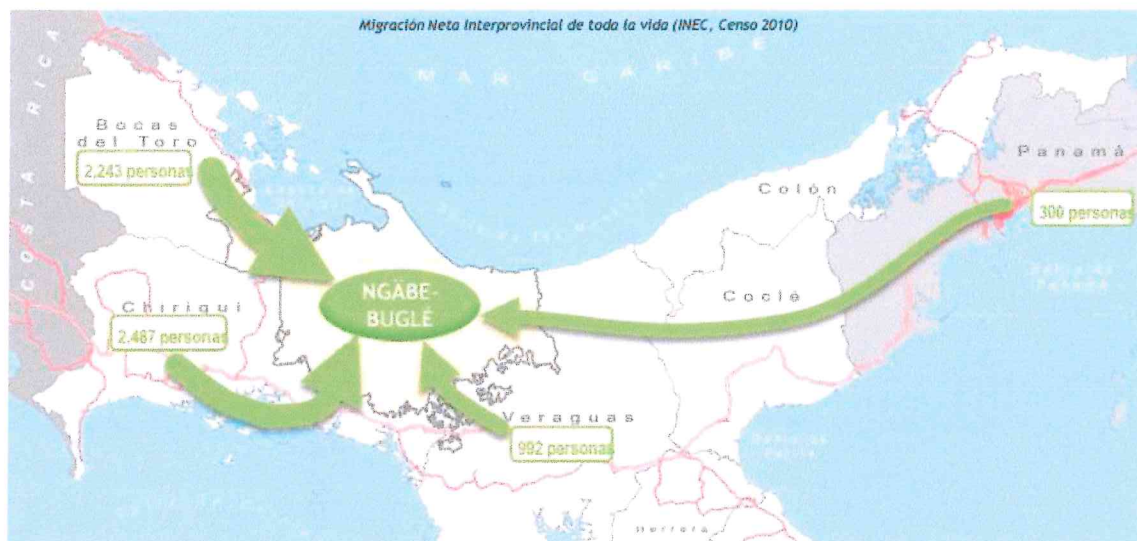 Migración Neta Interprovincial de toda la vida (INEC, Censo 2010)
MAR CARIBE
COSTA RICA
Bocas
del Toro
2,243 personas
Panamá
Colón
300 personas
NGÄBE-
BUGLÉ
Chiriquí
2.487 personas
Coclé
Veraguas
992 personas
Herrera